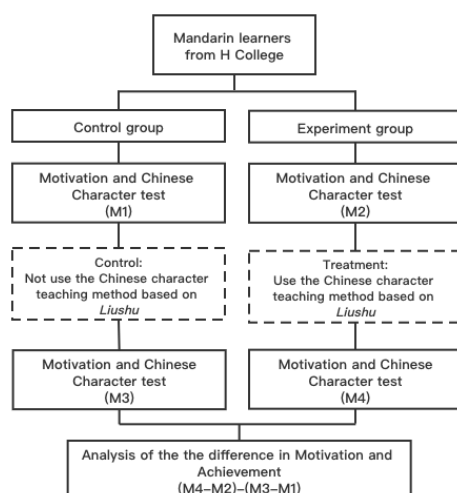 Mandarin learners
from H College
Control group
Experiment group
Motivation and Chinese
Character test
(M1)
Motivation and Chinese
Character test
(M2)
Control:
Not use the Chinese character
teaching method based on
Liushu
Treatment:
Use the Chinese character
teaching method based on
Liushu
Motivation and Chinese
Character test
(M3)
Motivation and Chinese
Character test
(M4)
Analysis of the the difference in Motivation and
Achievement
(M4–M2)–(M3–M1)